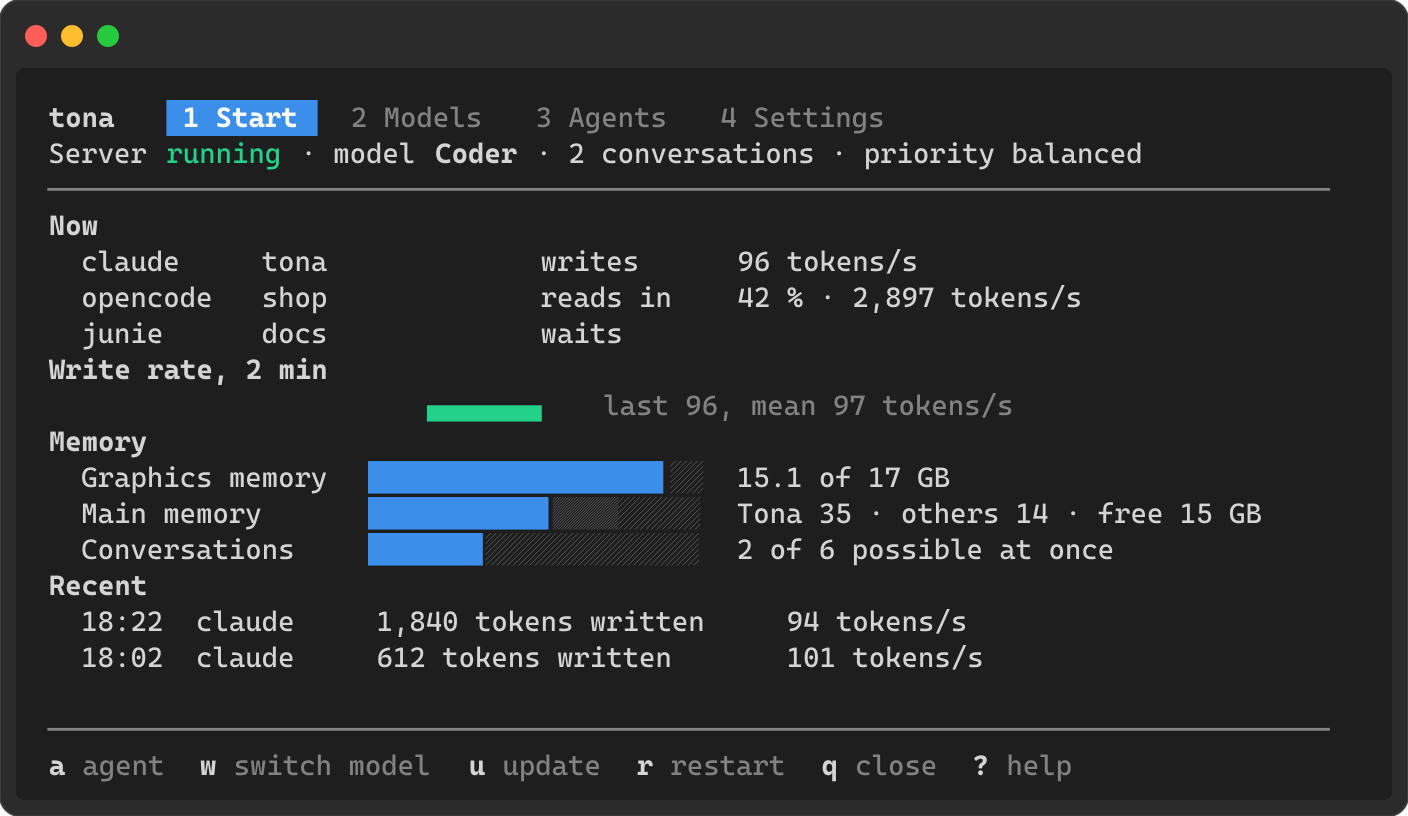 tona 1 Start 2 Models 3 Agents 4 Settings
Server running · model Coder · 2 conversations · priority balanced
Now
claude tona writes 96 tokens/s
opencode shop reads in 42 % · 2,897 tokens/s
junie docs waits
Write rate, 2 min
last 96, mean 97 tokens/s
Memory
Graphics memory 15.1 of 17 GB
Main memory Tona 35 · others 14 · free 15 GB
Conversations 2 of 6 possible at once
Recent
18:22 claude 1,840 tokens written 94 tokens/s
18:02 claude 612 tokens written 101 tokens/s
a agent w switch model u update r restart q close ? help